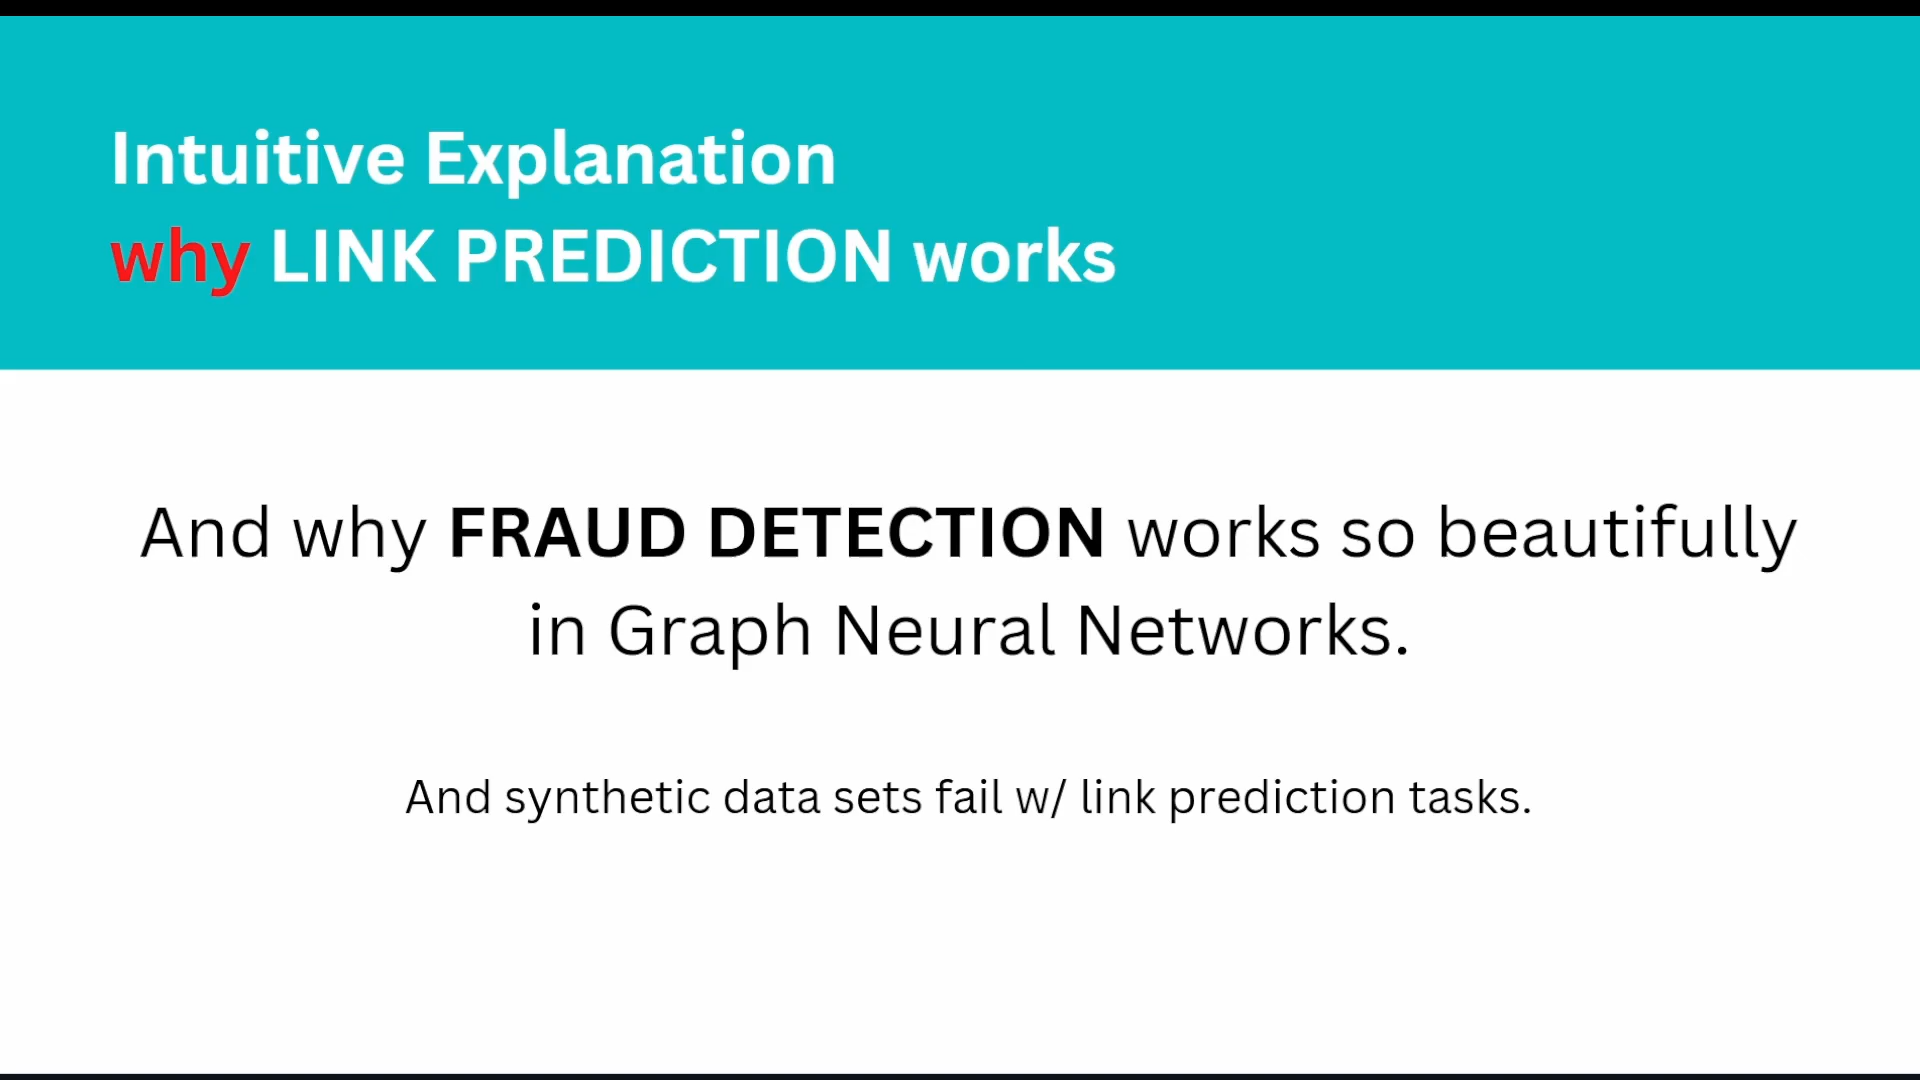 Intuitive Explanation
why LINK PREDICTION works
And why FRAUD DETECTION works so beautifully
in Graph Neural Networks.
And synthetic data sets fail w/ link prediction tasks.